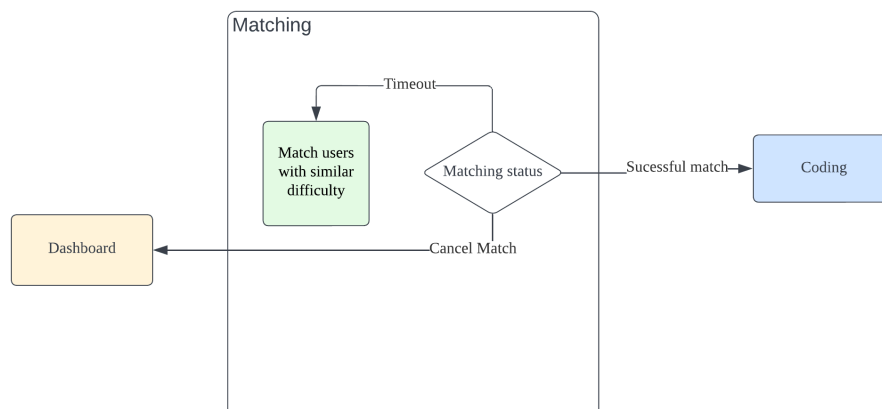 Matching
Timeout
Match users
with similar
difficulty
Matching status
Sucessful match
Coding
Dashboard
Cancel Match